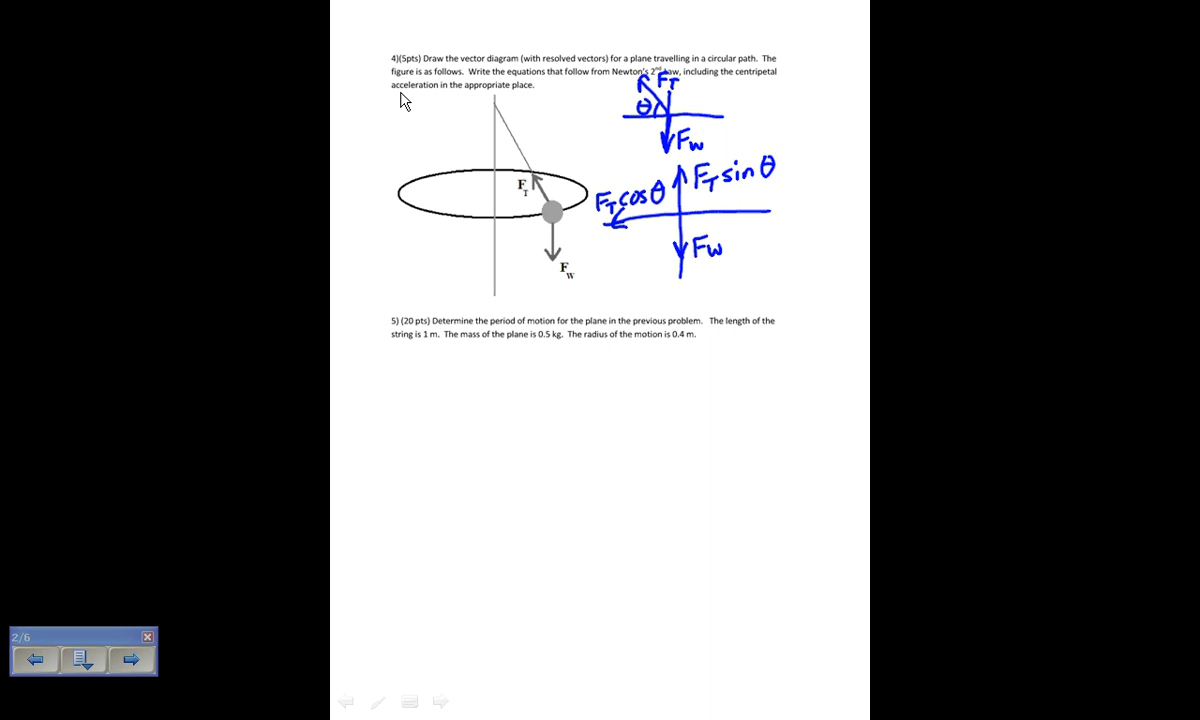 4)(5pts) Draw the vector diagram (with resolved vectors) for a plane travelling in a circular path. The
figure is as follows. Write the equations that follow from Newton's 2nd Law, including the centripetal
acceleration in the appropriate place.
FT
θ
FW
FT sin θ
FT cos θ
FW
FT
FW
5) (20 pts) Determine the period of motion for the plane in the previous problem. The length of the
string is 1 m. The mass of the plane is 0.5 kg. The radius of the motion is 0.4 m.
2/6